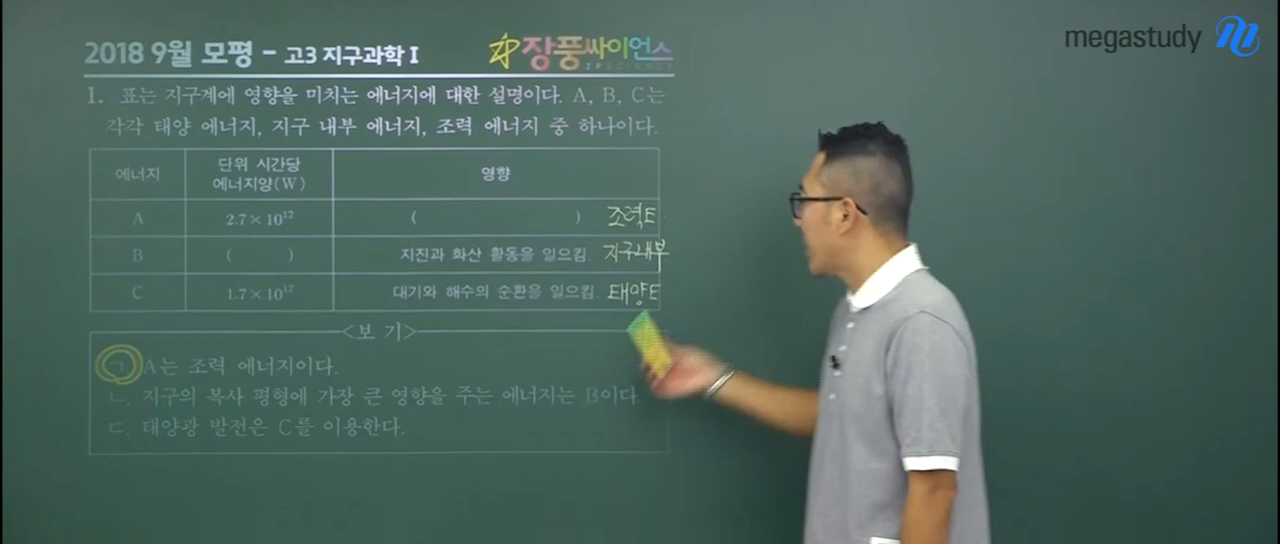 megastudy
2018 9월 모평 - 고3 지구과학 I
장풍싸이언스
ZPSCIENCE
1. 표는 지구계에 영향을 미치는 에너지에 대한 설명이다. A, B, C는
각각 태양 에너지, 지구 내부 에너지, 조력 에너지 중 하나이다.
에너지 단위 시간당 에너지양(W) 영향
A 2.7×10¹² ( ) 조력E
B ( ) 지진과 화산 활동을 일으킴. 지구내부
C 1.7×10¹⁷ 대기와 해수의 순환을 일으킴. 태양E
<보 기>
ㄱ. A는 조력 에너지이다.
ㄴ. 지구의 복사 평형에 가장 큰 영향을 주는 에너지는 B이다.
ㄷ. 태양광 발전은 C를 이용한다.